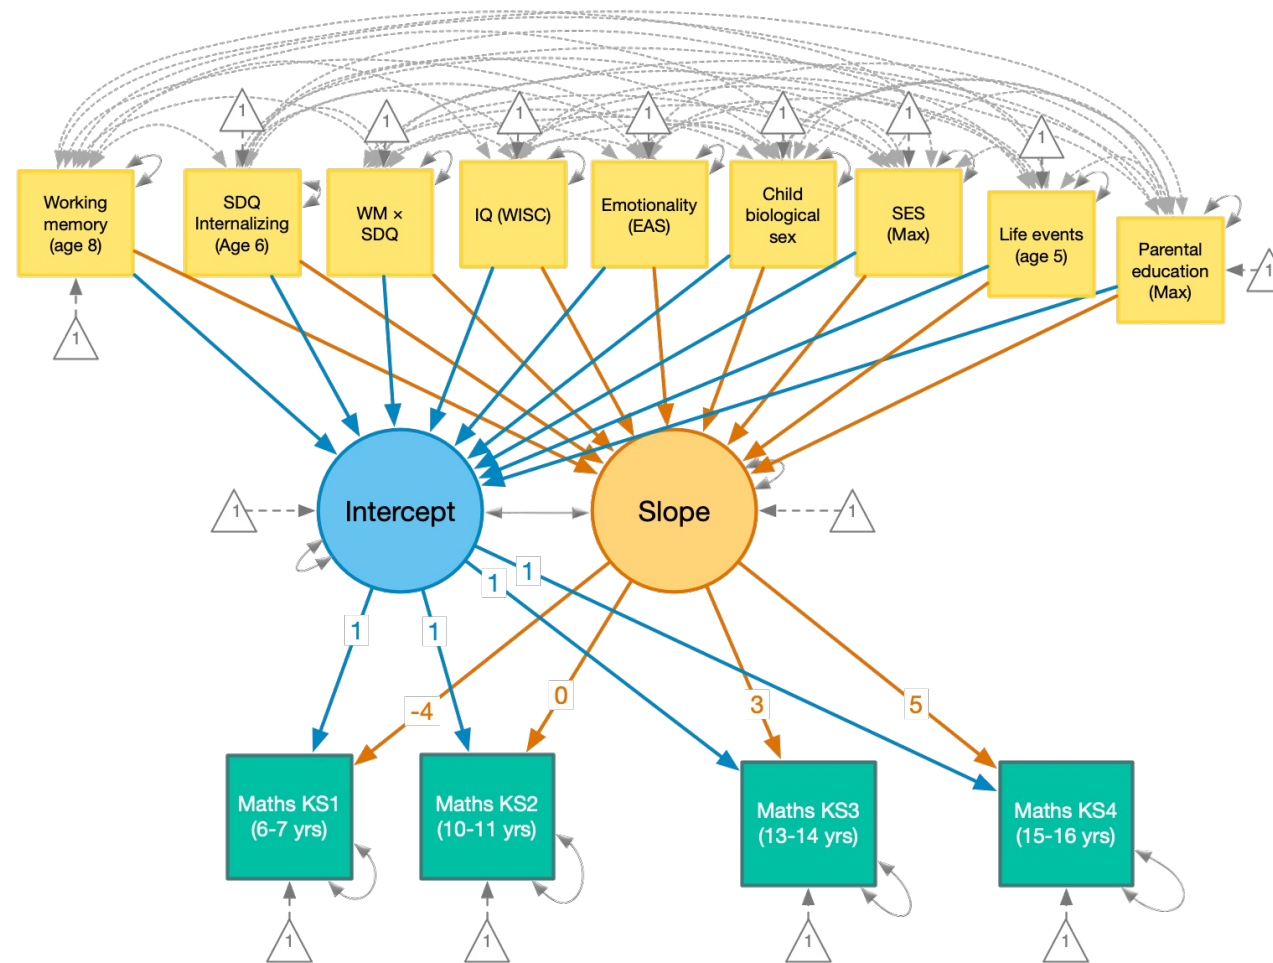 1
1
1
1
1
1
1
Working
memory
(age 8)
SDQ
Internalizing
(Age 6)
WM ×
SDQ
IQ (WISC)
Emotionality
(EAS)
Child
biological
sex
SES
(Max)
Life events
(age 5)
Parental
education
(Max)
1
1
1
Intercept
Slope
1
1
1
1
1
-4
0
3
5
Maths KS1
(6-7 yrs)
Maths KS2
(10-11 yrs)
Maths KS3
(13-14 yrs)
Maths KS4
(15-16 yrs)
1
1
1
1